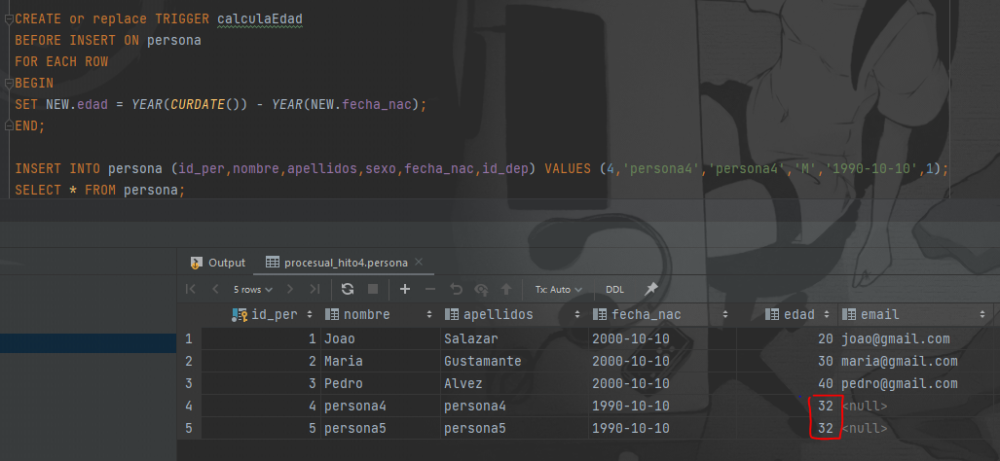 CREATE or replace TRIGGER calculaEdad
BEFORE INSERT ON persona
FOR EACH ROW
BEGIN
SET NEW.edad = YEAR(CURDATE()) - YEAR(NEW.fecha_nac);
END;
INSERT INTO persona (id_per,nombre,apellidos,sexo,fecha_nac,id_dep) VALUES (4,'persona4','persona4','M','1990-10-10',1);
SELECT * FROM persona;
Output procesual_hito4.persona
5 rows Tx: Auto DDL
id_per nombre apellidos fecha_nac edad email
1 1 Joao Salazar 2000-10-10 20 joao@gmail.com
2 2 Maria Gustamante 2000-10-10 30 maria@gmail.com
3 3 Pedro Alvez 2000-10-10 40 pedro@gmail.com
4 4 persona4 persona4 1990-10-10 32 <null>
5 5 persona5 persona5 1990-10-10 32 <null>